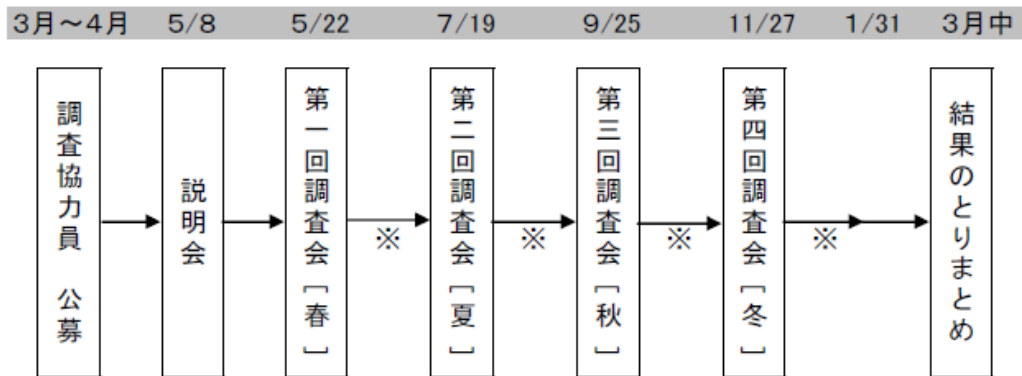 3月～4月 5/8 5/22 7/19 9/25 11/27 1/31 3月中
調査協力員 公募
説明会
第一回調査会［春］
※
第二回調査会［夏］
※
第三回調査会［秋］
※
第四回調査会［冬］
※
結果のとりまとめ